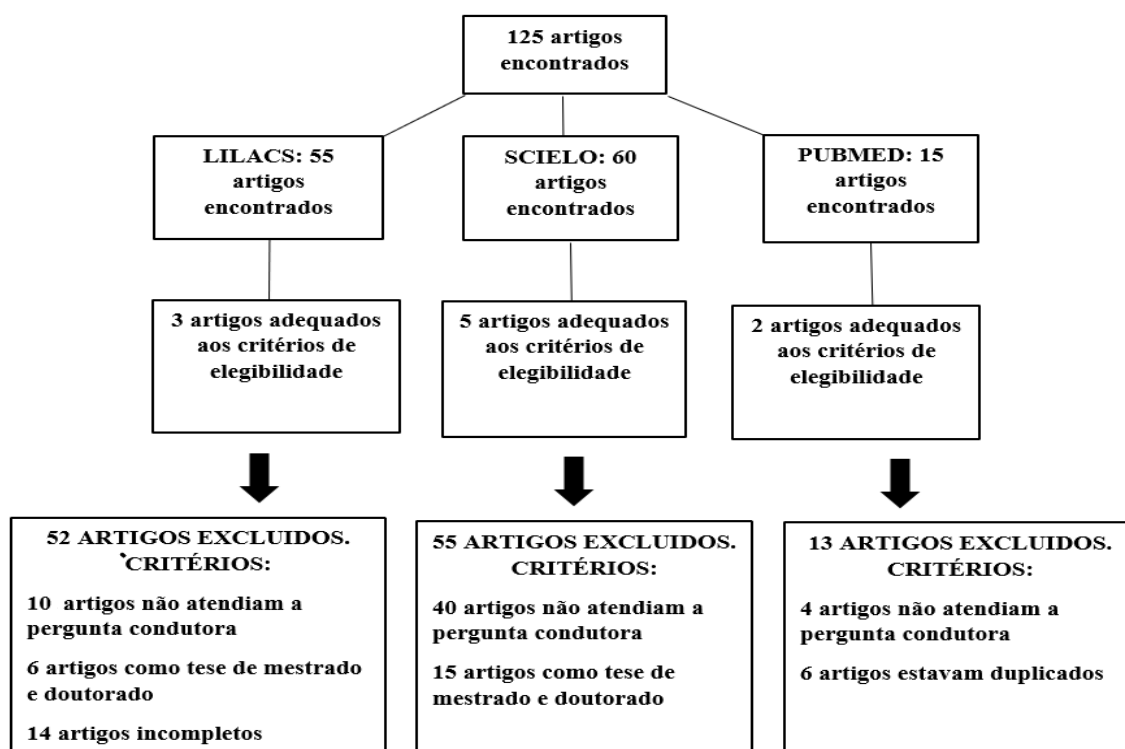 125 artigos
encontrados
LILACS: 55
artigos
encontrados
SCIELO: 60
artigos
encontrados
PUBMED: 15
artigos
encontrados
3 artigos adequados
aos critérios de
elegibilidade
5 artigos adequados
aos critérios de
elegibilidade
2 artigos adequados
aos critérios de
elegibilidade
52 ARTIGOS EXCLUIDOS.
CRITÉRIOS:
10 artigos não atendiam a
pergunta condutora
6 artigos como tese de mestrado
e doutorado
14 artigos incompletos
55 ARTIGOS EXCLUIDOS.
CRITÉRIOS:
40 artigos não atendiam a
pergunta condutora
15 artigos como tese de
mestrado e doutorado
13 ARTIGOS EXCLUIDOS.
CRITÉRIOS:
4 artigos não atendiam a
pergunta condutora
6 artigos estavam duplicados